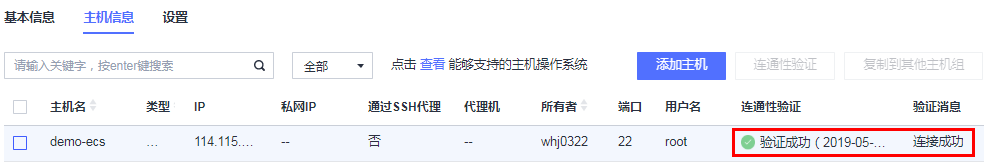 基本信息 主机信息 设置
请输入关键字，按enter键搜索 全部 点击 查看 能够支持的主机操作系统 添加主机 连通性验证 复制到其他主机组
主机名 类型 IP 私网IP 通过SSH代理 代理机 所有者 端口 用户名 连通性验证 验证消息
demo-ecs ... 114.115.... -- 否 -- whj0322 22 root 验证成功（2019-05-... 连接成功